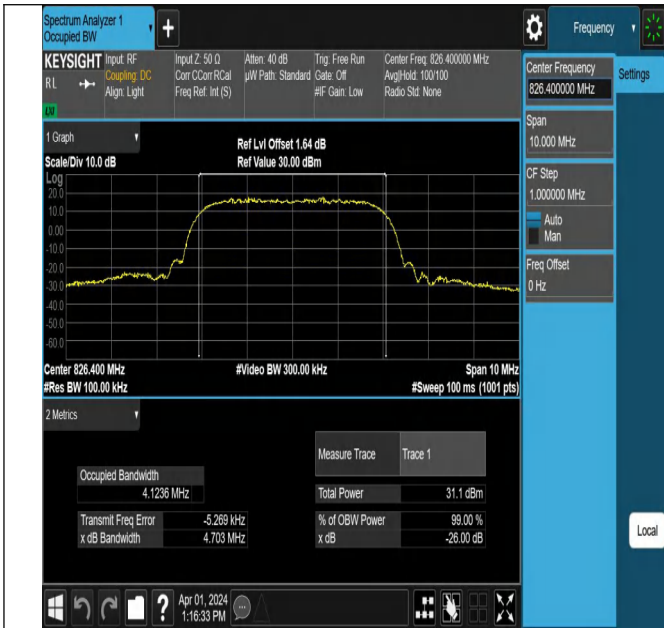 Spectrum Analyzer 1
Occupied BW
Frequency
KEYSIGHT
RL
LXI
Input: RF
Coupling: DC
Align: Light
Input Z: 50 Ω
Corr CCorr RCal
Freq Ref: Int (S)
Atten: 40 dB
µW Path: Standard
Trig: Free Run
Gate: Off
#IF Gain: Low
Center Freq: 826.400000 MHz
Avg|Hold: 100/100
Radio Std: None
Center Frequency
826.400000 MHz
Settings
Span
10.000 MHz
CF Step
1.000000 MHz
Auto
Man
Freq Offset
0 Hz
Local
1 Graph
Scale/Div 10.0 dB
Ref Lvl Offset 1.64 dB
Ref Value 30.00 dBm
Log
20.0
10.0
0.00
-10.0
-20.0
-30.0
-40.0
-50.0
-60.0
Center 826.400 MHz
#Video BW 300.00 kHz
Span 10 MHz
#Res BW 100.00 kHz
#Sweep 100 ms (1001 pts)
2 Metrics
Measure Trace
Trace 1
Occupied Bandwidth
4.1236 MHz
Total Power
31.1 dBm
Transmit Freq Error
-5.269 kHz
% of OBW Power
99.00 %
x dB Bandwidth
4.703 MHz
x dB
-26.00 dB
Apr 01, 2024
1:16:33 PM